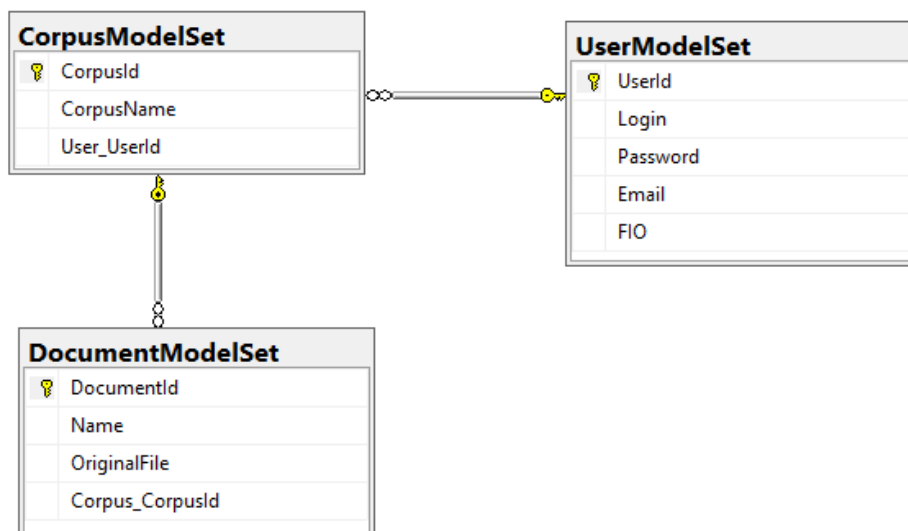 CorpusModelSet
CorpusId
CorpusName
User_UserId
UserModelSet
UserId
Login
Password
Email
FIO
DocumentModelSet
DocumentId
Name
OriginalFile
Corpus_CorpusId